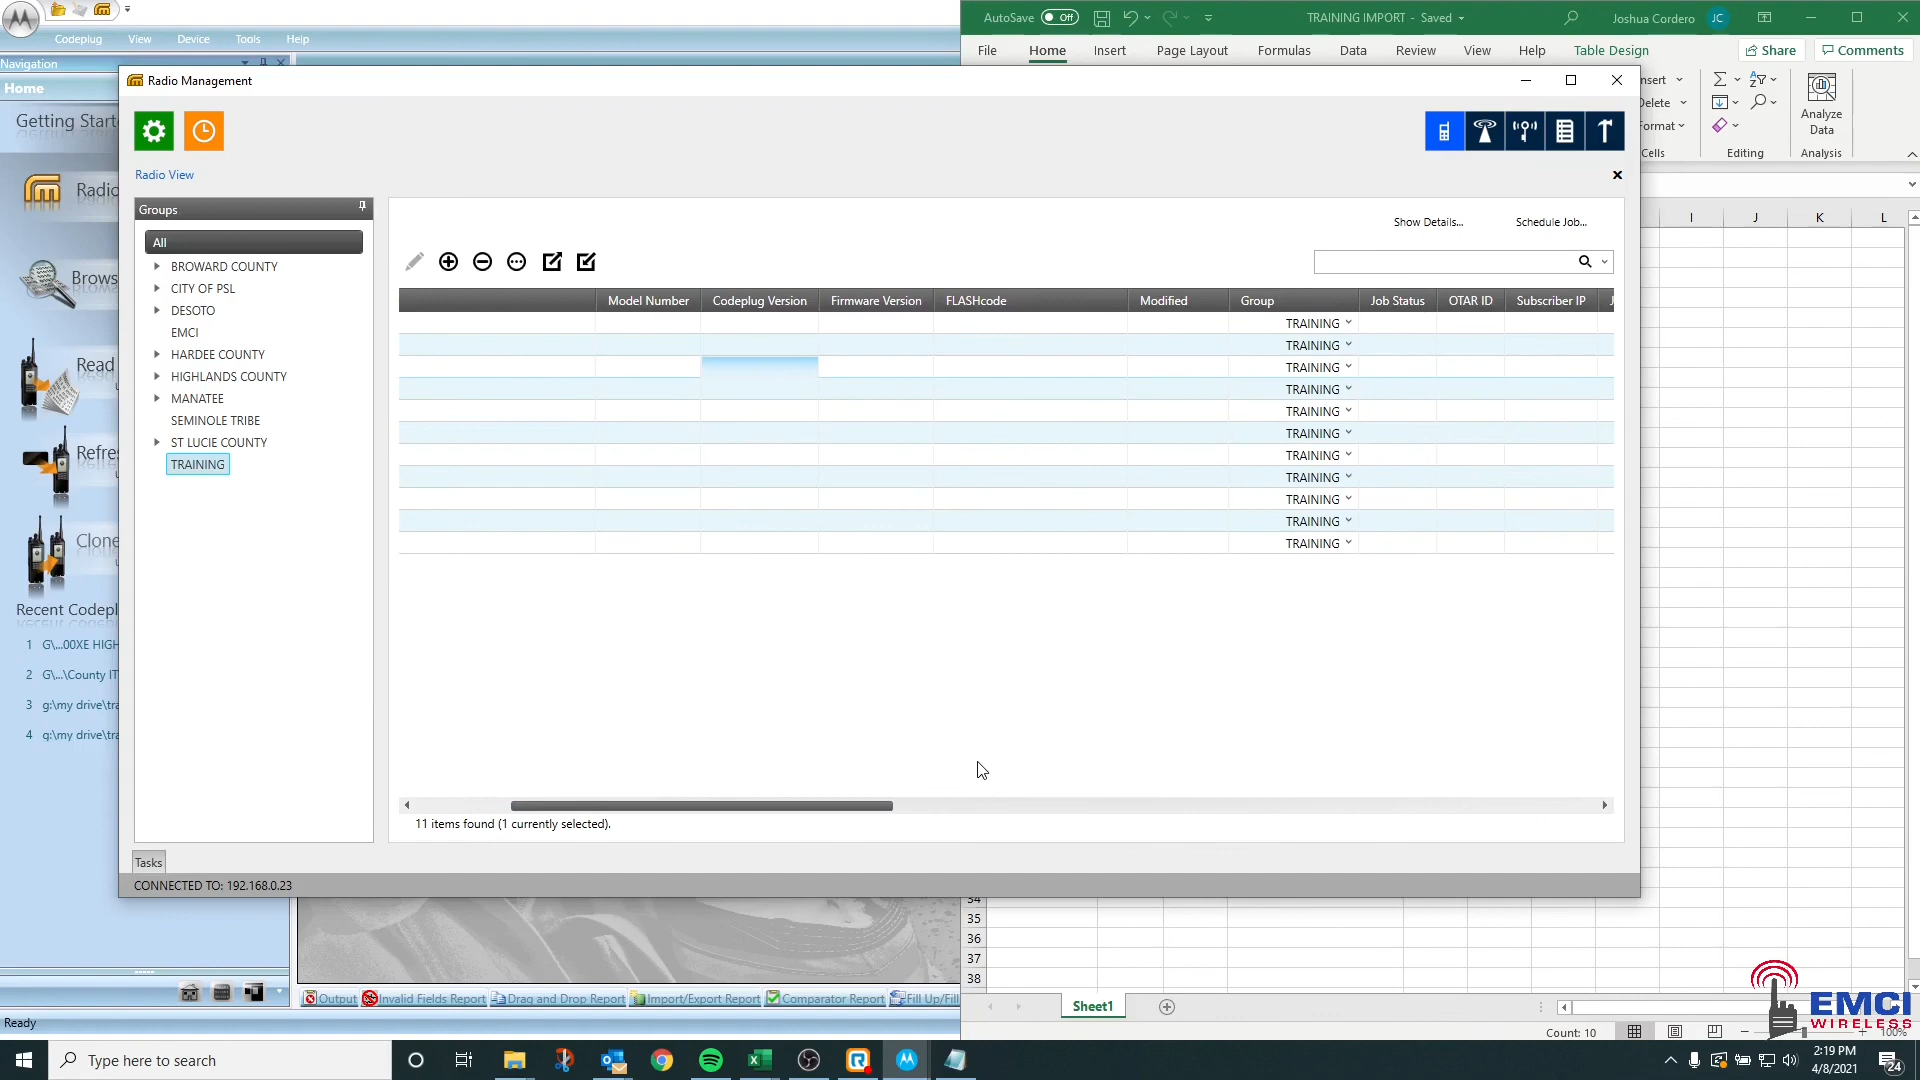 Codeplug View Device Tools Help
Navigation
Home
Getting Start
Radio
Brows
Read
Refre
Clone
Recent Codepl
1 G\...00XE HIGH
2 G\...\County IT
3 g:\my drive\tra
4 g:\my drive\tra
Ready
AutoSave Off TRAINING IMPORT - Saved Joshua Cordero JC
File Home Insert Page Layout Formulas Data Review View Help Table Design Share Comments
nsert
Delete
Format
Cells
Editing
Analyze
Data
Analysis
I J K L
Radio Management
Radio View
Groups
All
BROWARD COUNTY
CITY OF PSL
DESOTO
EMCI
HARDEE COUNTY
HIGHLANDS COUNTY
MANATEE
SEMINOLE TRIBE
ST LUCIE COUNTY
TRAINING
Show Details... Schedule Job...
Model Number Codeplug Version Firmware Version FLASHcode Modified Group Job Status OTAR ID Subscriber IP
TRAINING
TRAINING
TRAINING
TRAINING
TRAINING
TRAINING
TRAINING
TRAINING
TRAINING
TRAINING
TRAINING
11 items found (1 currently selected).
Tasks
CONNECTED TO: 192.168.0.23
34
35
36
37
38
Output Invalid Fields Report Drag and Drop Report Import/Export Report Comparator Report Fill Up/Fill
Sheet1
Count: 10
100%
EMCI
WIRELESS
Type here to search
2:19 PM
4/8/2021
24